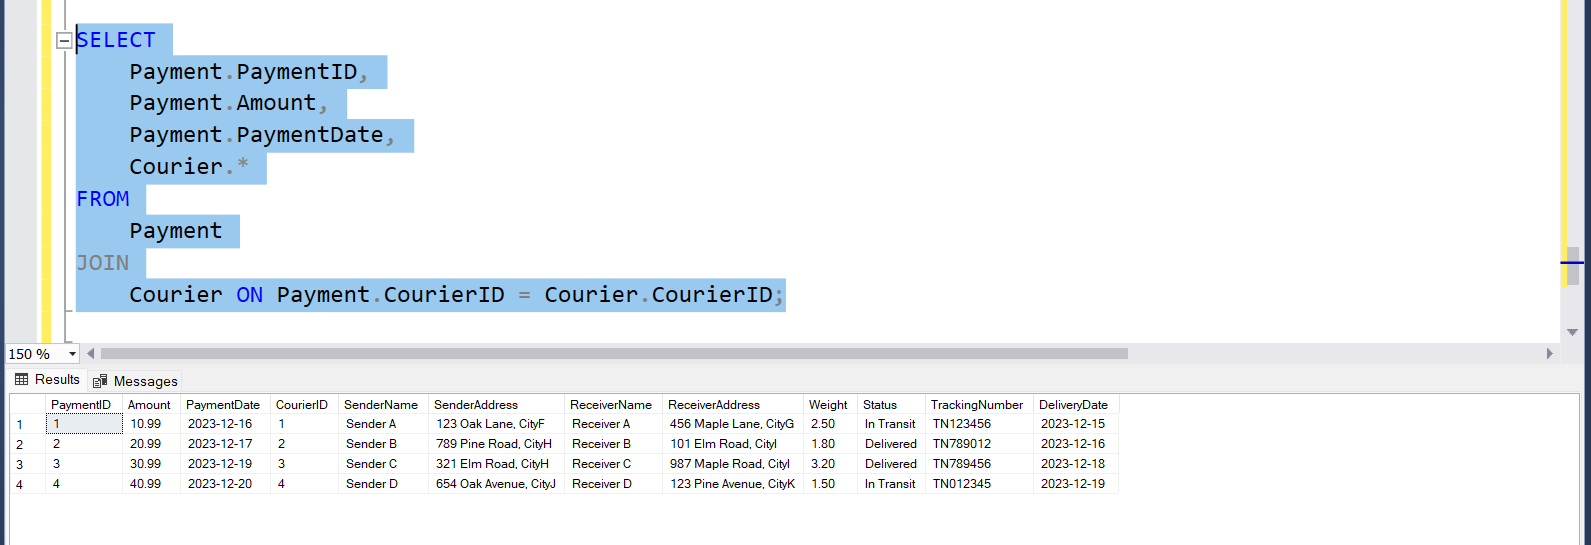 SELECT
Payment.PaymentID,
Payment.Amount,
Payment.PaymentDate,
Courier.*
FROM
Payment
JOIN
Courier ON Payment.CourierID = Courier.CourierID;
150 %
Results Messages
PaymentID Amount PaymentDate CourierID SenderName SenderAddress ReceiverName ReceiverAddress Weight Status TrackingNumber DeliveryDate
1 1 10.99 2023-12-16 1 Sender A 123 Oak Lane, CityF Receiver A 456 Maple Lane, CityG 2.50 In Transit TN123456 2023-12-15
2 2 20.99 2023-12-17 2 Sender B 789 Pine Road, CityH Receiver B 101 Elm Road, CityI 1.80 Delivered TN789012 2023-12-16
3 3 30.99 2023-12-19 3 Sender C 321 Elm Road, CityH Receiver C 987 Maple Road, CityI 3.20 Delivered TN789456 2023-12-18
4 4 40.99 2023-12-20 4 Sender D 654 Oak Avenue, CityJ Receiver D 123 Pine Avenue, CityK 1.50 In Transit TN012345 2023-12-19